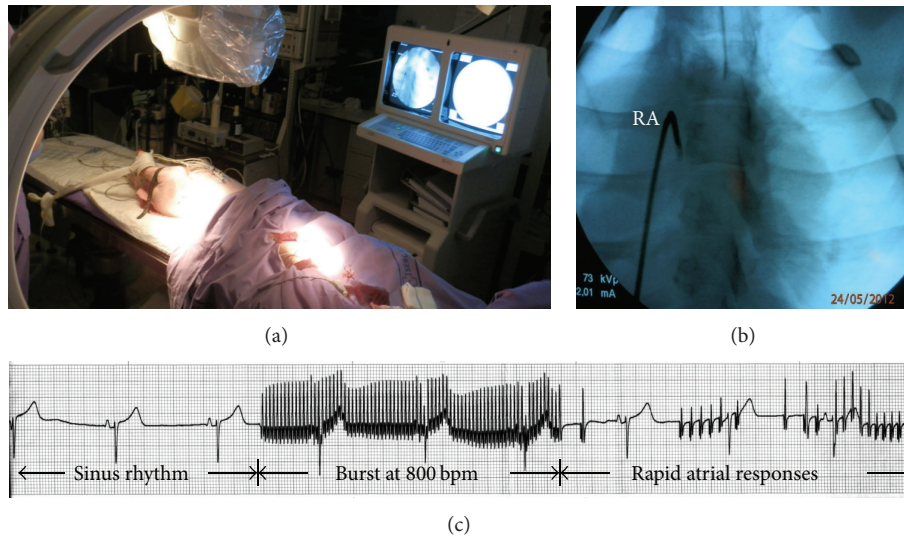 (a)
RA
73 kVp
2,01 mA
24/05/2012
(b)
Sinus rhythm
Burst at 800 bpm
Rapid atrial responses
(c)